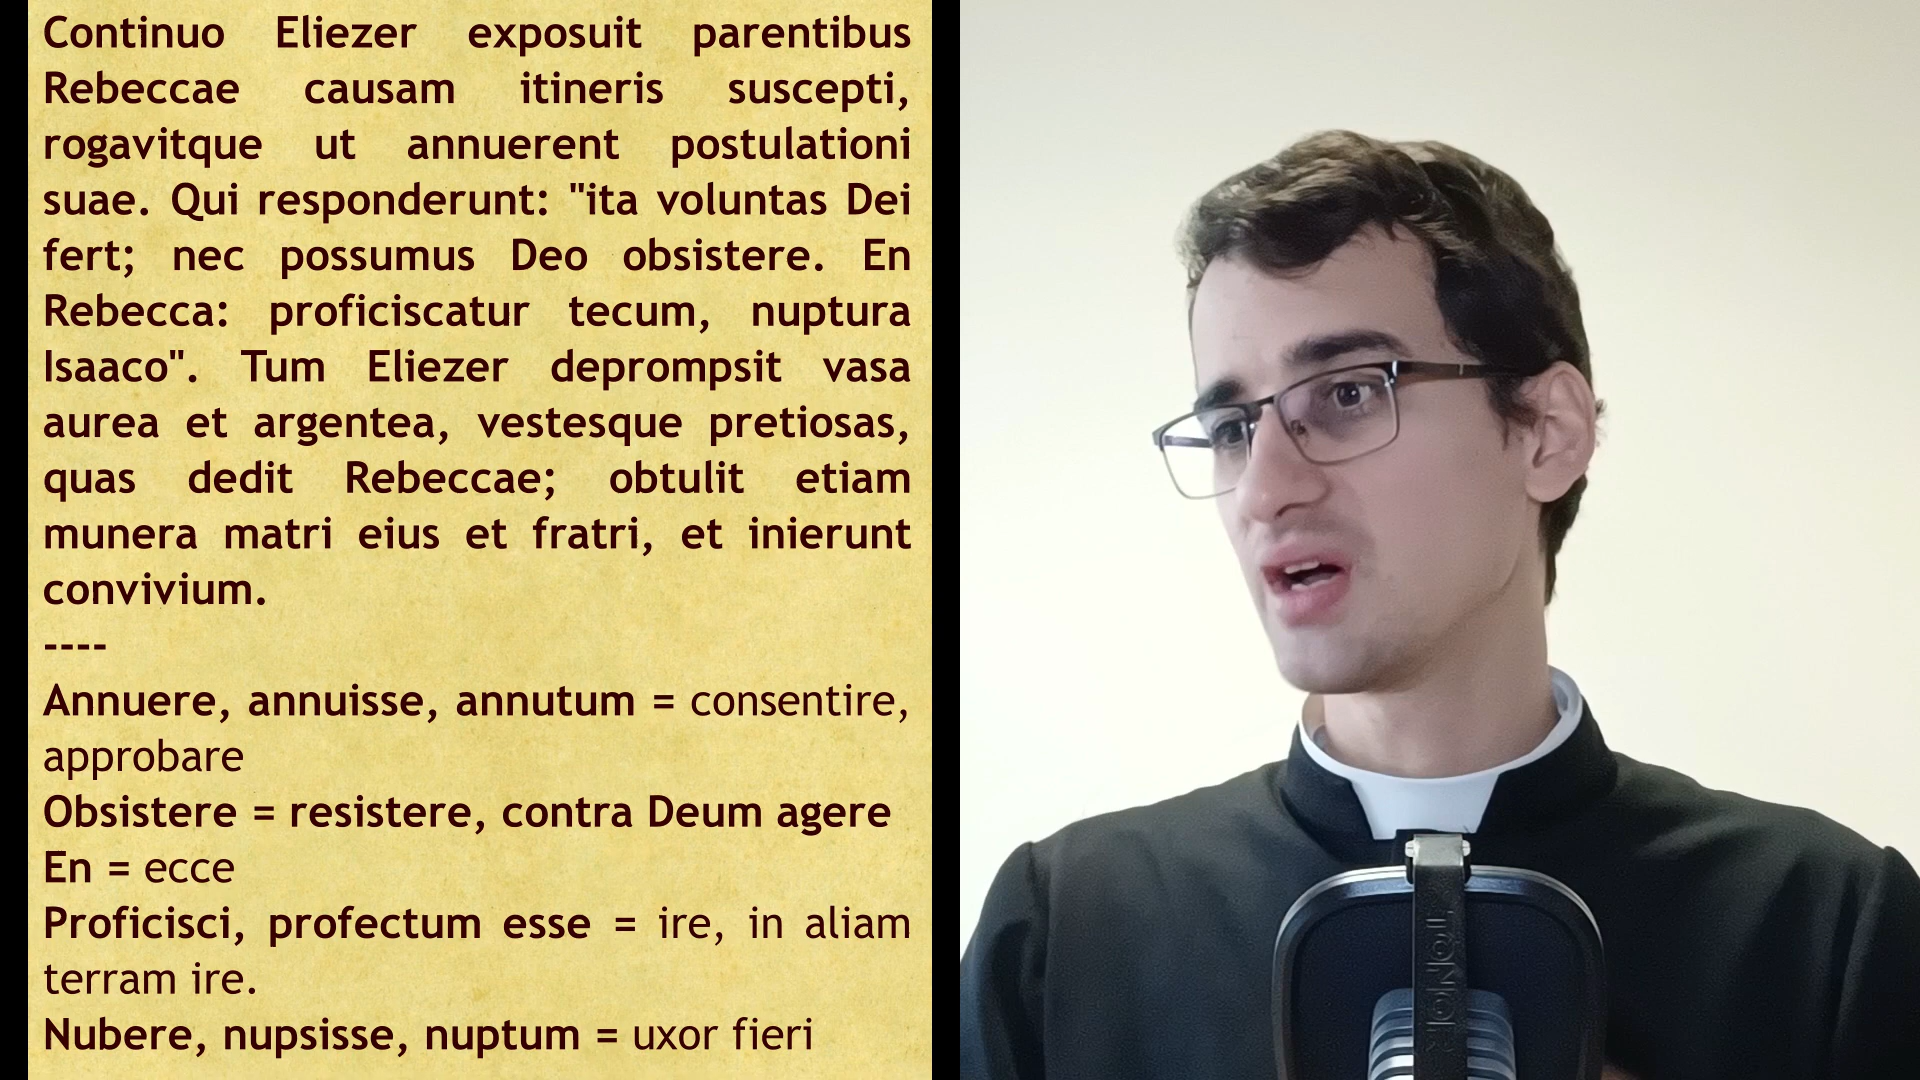 Continuo Eliezer exposuit parentibus
Rebeccae causam itineris suscepti,
rogavitque ut annuerent postulationi
suae. Qui responderunt: "ita voluntas Dei
fert; nec possumus Deo obsistere. En
Rebecca: proficiscatur tecum, nuptura
Isaaco". Tum Eliezer deprompsit vasa
aurea et argentea, vestesque pretiosas,
quas dedit Rebeccae; obtulit etiam
munera matri eius et fratri, et inierunt
convivium.
----
Annuere, annuisse, annutum = consentire,
approbare
Obsistere = resistere, contra Deum agere
En = ecce
Proficisci, profectum esse = ire, in aliam
terram ire.
Nubere, nupsisse, nuptum = uxor fieri
TONOR